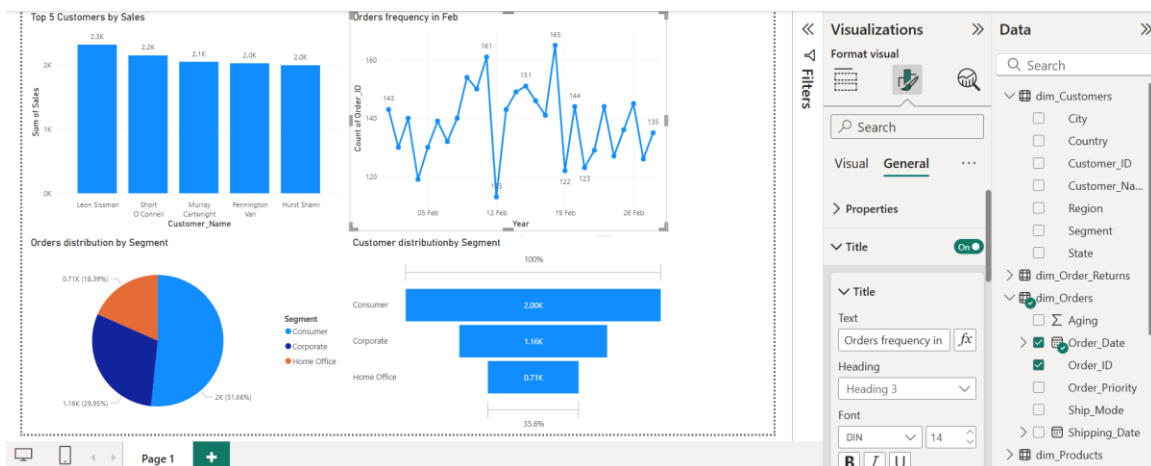 Top 5 Customers by Sales
2.3K
2.2K
2.1K
2.0K
2.0K
2K
1K
0K
Sum of Sales
Leon Sissman
Short O'Connell
Murray Cartwright
Pennington Van
Hurst Shami
Customer_Name
Orders frequency in Feb
165
161
151
143
144
135
122
123
113
160
140
120
Count of Order_ID
05 Feb
12 Feb
19 Feb
26 Feb
Year
Orders distribution by Segment
0.71K (18.39%)
1.16K (29.95%)
2K (51.66%)
Segment
Consumer
Corporate
Home Office
Customer distributionby Segment
100%
Consumer
2.00K
Corporate
1.16K
Home Office
0.71K
35.6%
Page 1
Filters
Visualizations
Format visual
Search
Visual
General
Properties
Title
On
Title
Text
Orders frequency in
fx
Heading
Heading 3
Font
DIN
14
B I U
Data
Search
dim_Customers
City
Country
Customer_ID
Customer_Na...
Region
Segment
State
dim_Order_Returns
dim_Orders
Σ Aging
Order_Date
Order_ID
Order_Priority
Ship_Mode
Shipping_Date
dim_Products